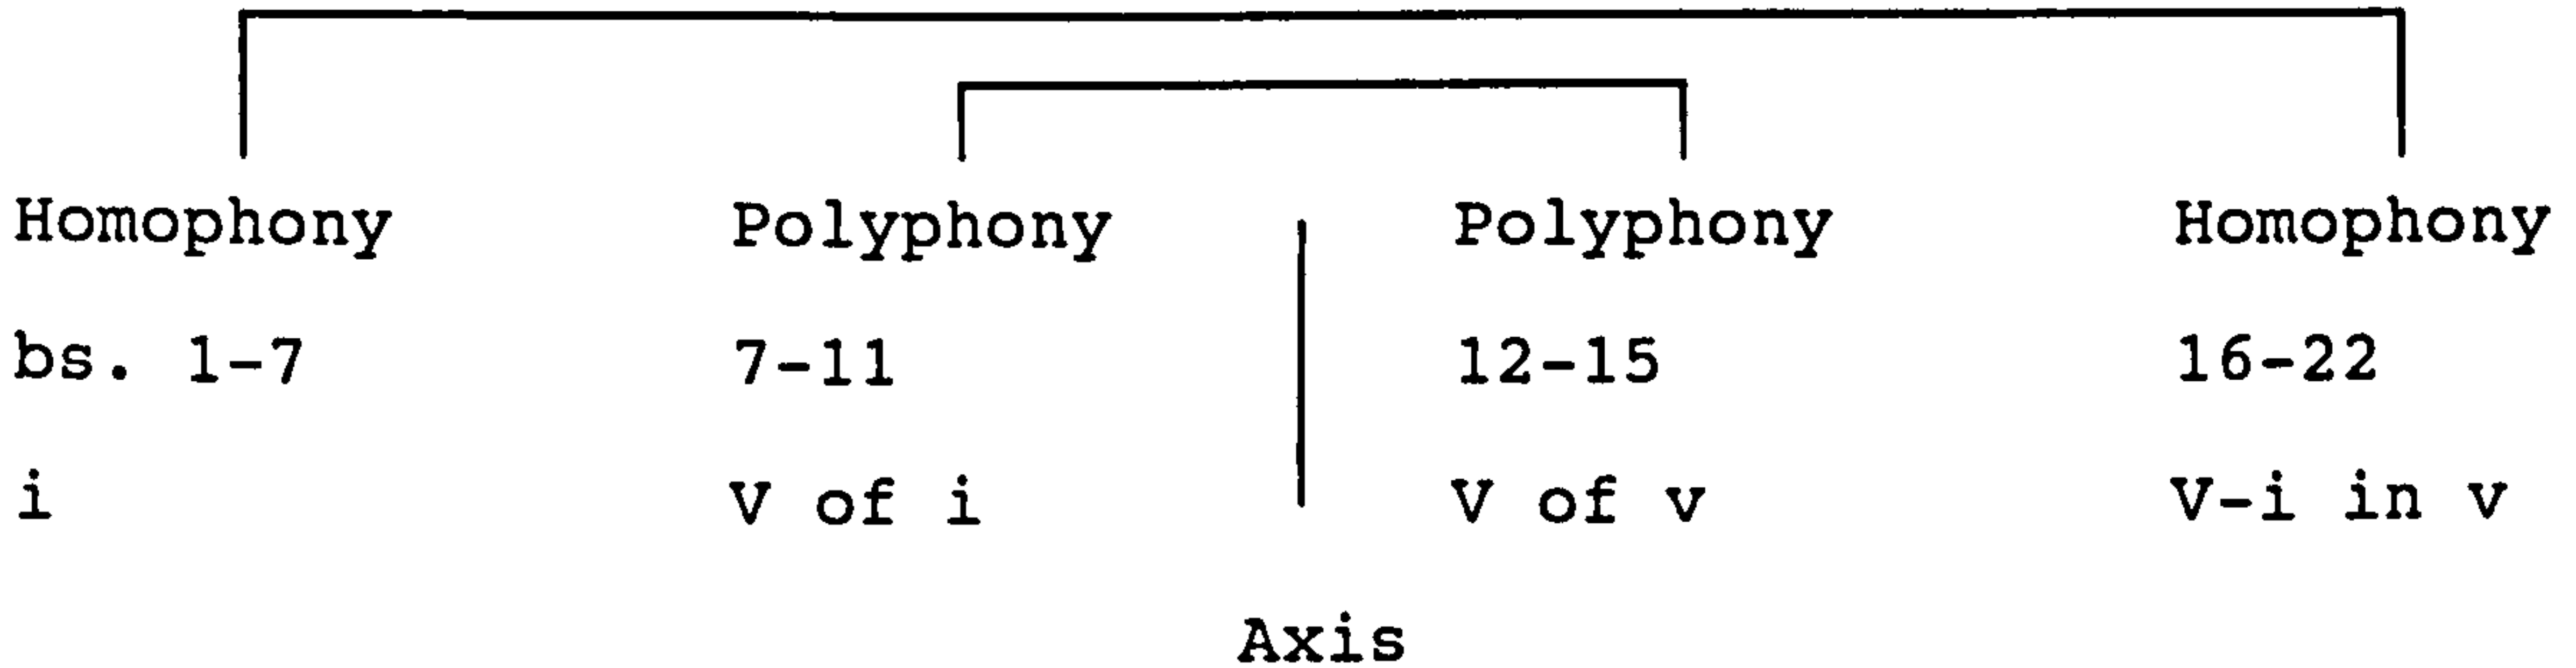 Homophony Polyphony Polyphony Homophony
bs. 1-7 7-11 12-15 16-22
i V of i V of v V-i in v
Axis